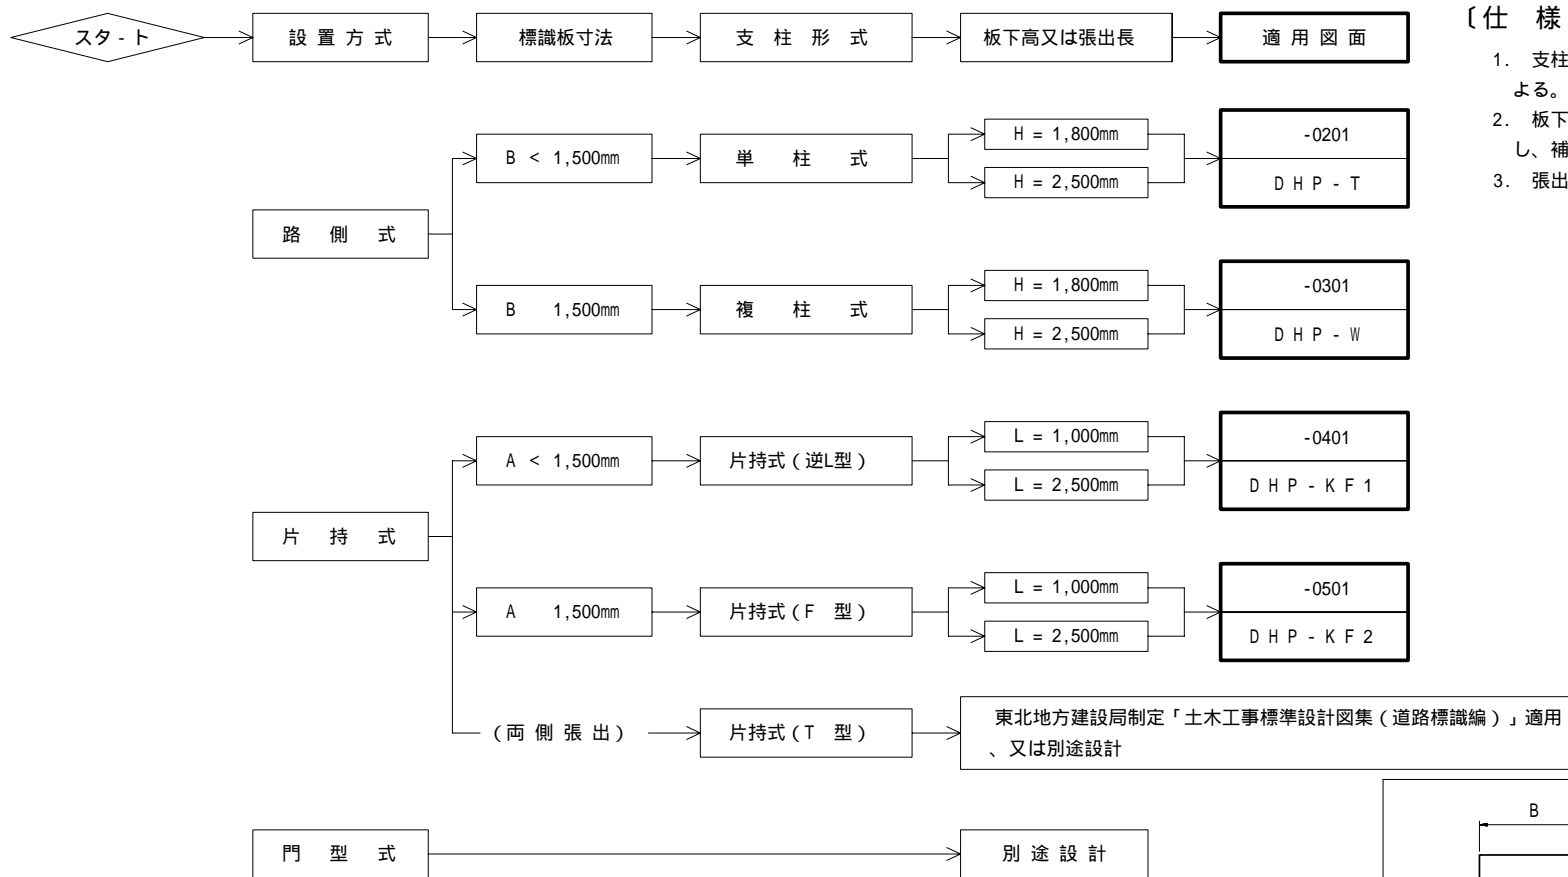 スタ-ト
設置方式
標識板寸法
支柱形式
板下高又は張出長
適用図面
〔仕 様
1. 支柱
よる。
2. 板下
し、補
3. 張出
路側式
B < 1,500mm
単柱式
H = 1,800mm
H = 2,500mm
-0201
DHP-T
B 1,500mm
複柱式
H = 1,800mm
H = 2,500mm
-0301
DHP-W
片持式
A < 1,500mm
片持式(逆L型)
L = 1,000mm
L = 2,500mm
-0401
DHP-KF1
A 1,500mm
片持式(F 型)
L = 1,000mm
L = 2,500mm
-0501
DHP-KF2
(両側張出)
片持式(T 型)
東北地方建設局制定「土木工事標準設計図集(道路標識編)」適用
、又は別途設計
門型式
別途設計
B